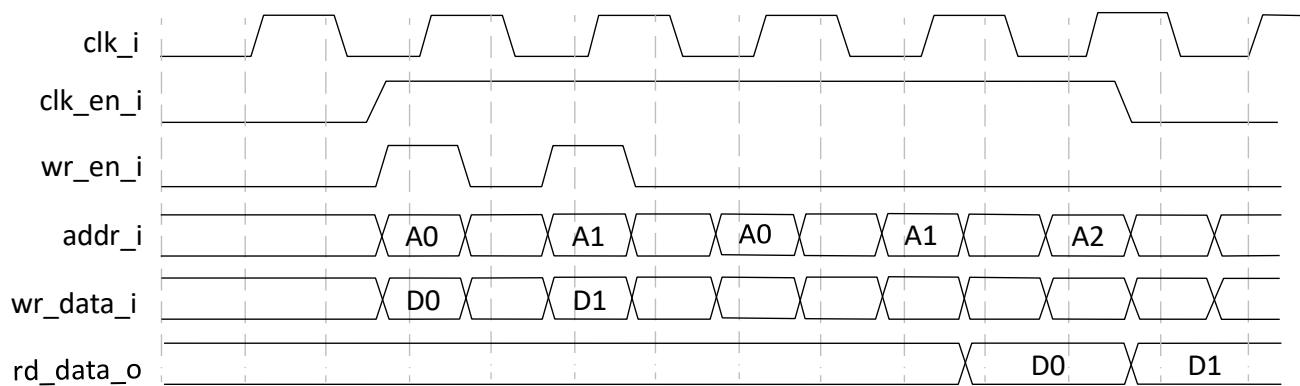 clk_i
clk_en_i
wr_en_i
addr_i A0 A1 A0 A1 A2
wr_data_i D0 D1
rd_data_o D0 D1